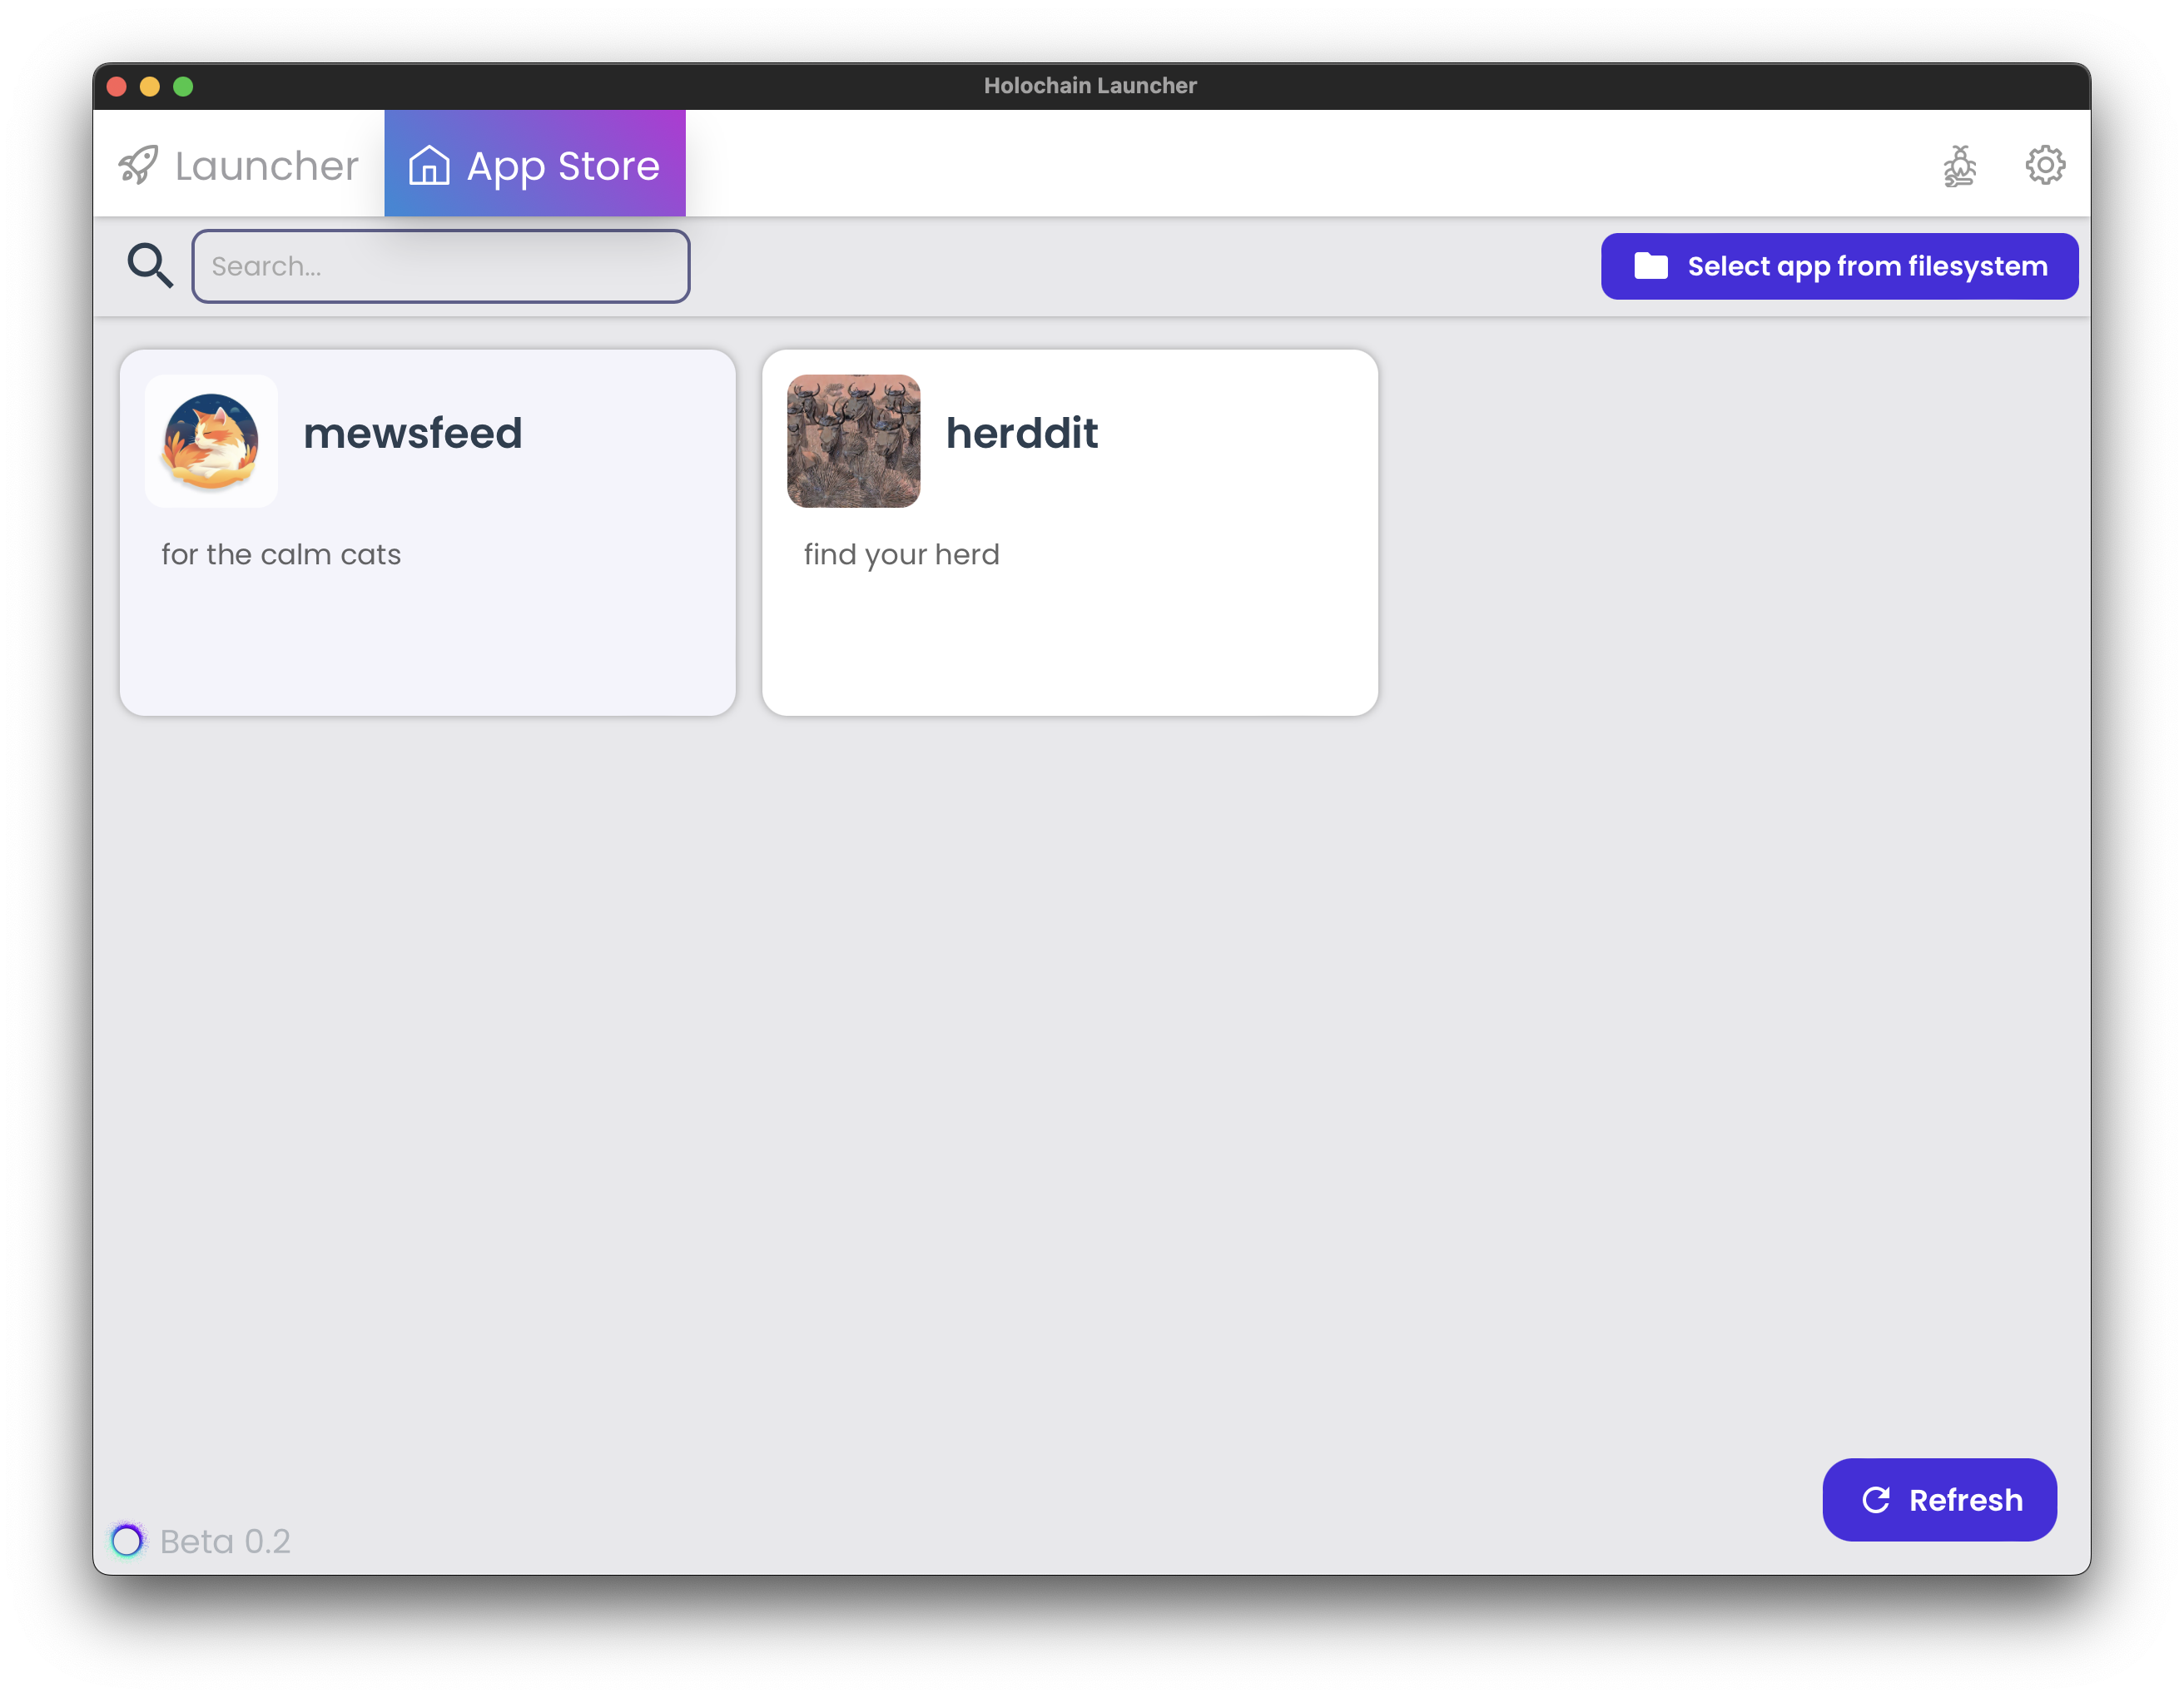 Holochain Launcher
Launcher
App Store
Search...
Select app from filesystem
mewsfeed
for the calm cats
herddit
find your herd
Refresh
Beta 0.2